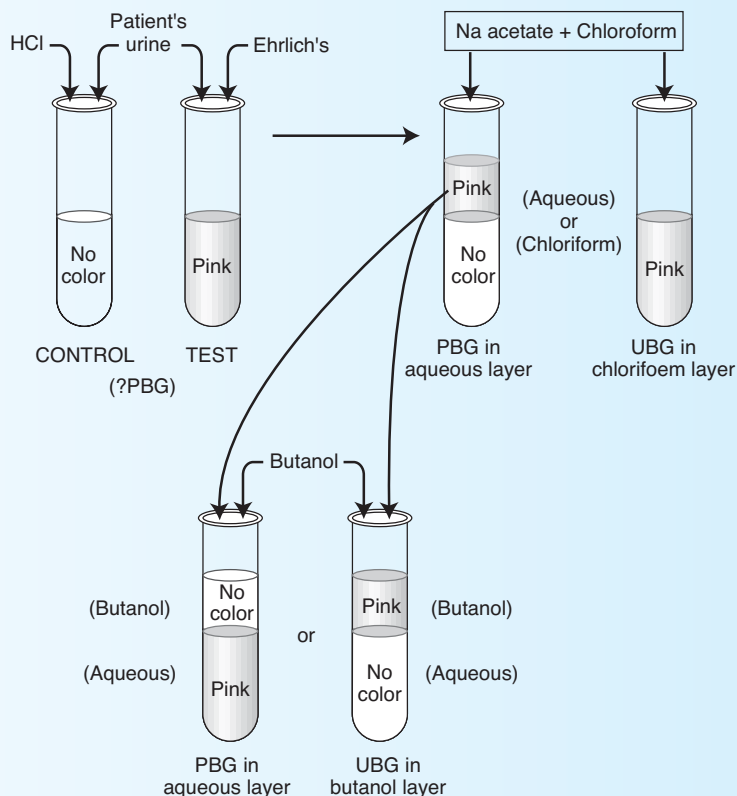 Patient's
urine
HCl
Ehrlich's
Na acetate + Chloroform
No
color
Pink
Pink
No
color
(Aqueous)
or
(Chloriform)
Pink
CONTROL
TEST
(?PBG)
PBG in
aqueous layer
UBG in
chlorifoem layer
Butanol
(Butanol)
No
color
(Aqueous)
Pink
or
Pink
(Butanol)
No
color
(Aqueous)
PBG in
aqueous layer
UBG in
butanol layer